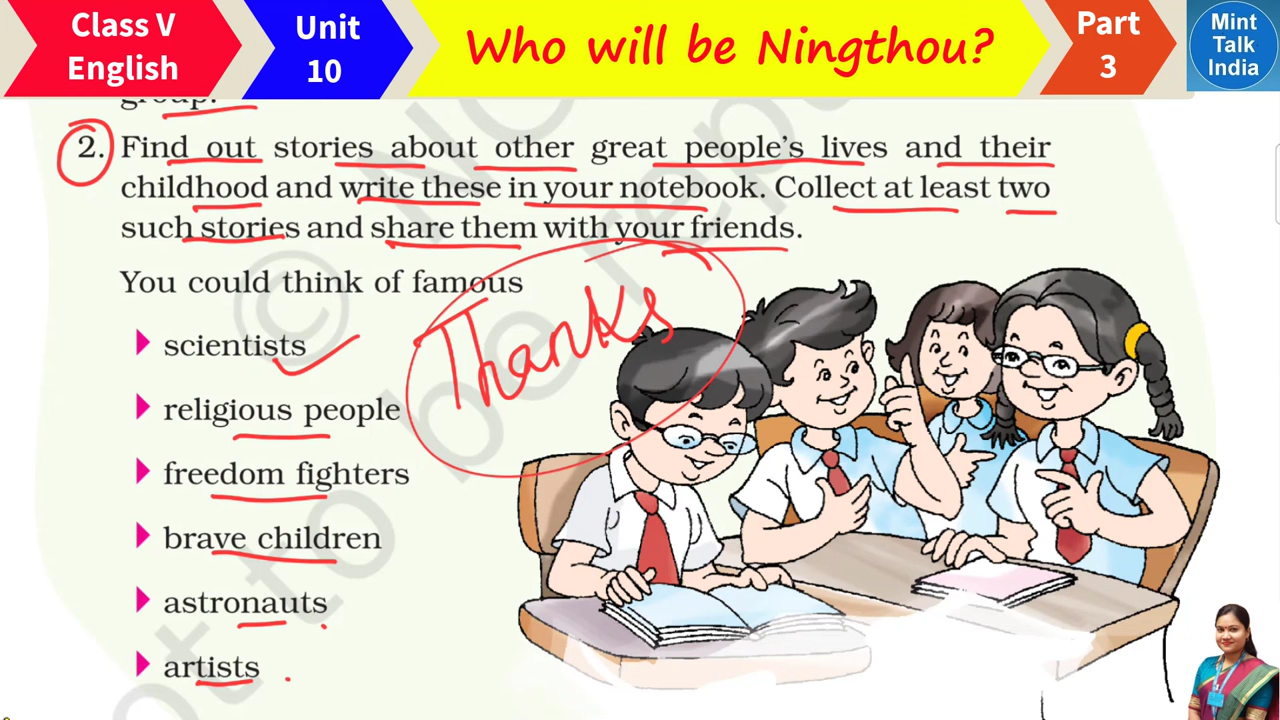 Class V
English
Unit
10
Who will be Ningthou?
Part
3
Mint
Talk
India
group.
2. Find out stories about other great people's lives and their
childhood and write these in your notebook. Collect at least two
such stories and share them with your friends.
You could think of famous
scientists
religious people
freedom fighters
brave children
astronauts
artists
Thanks